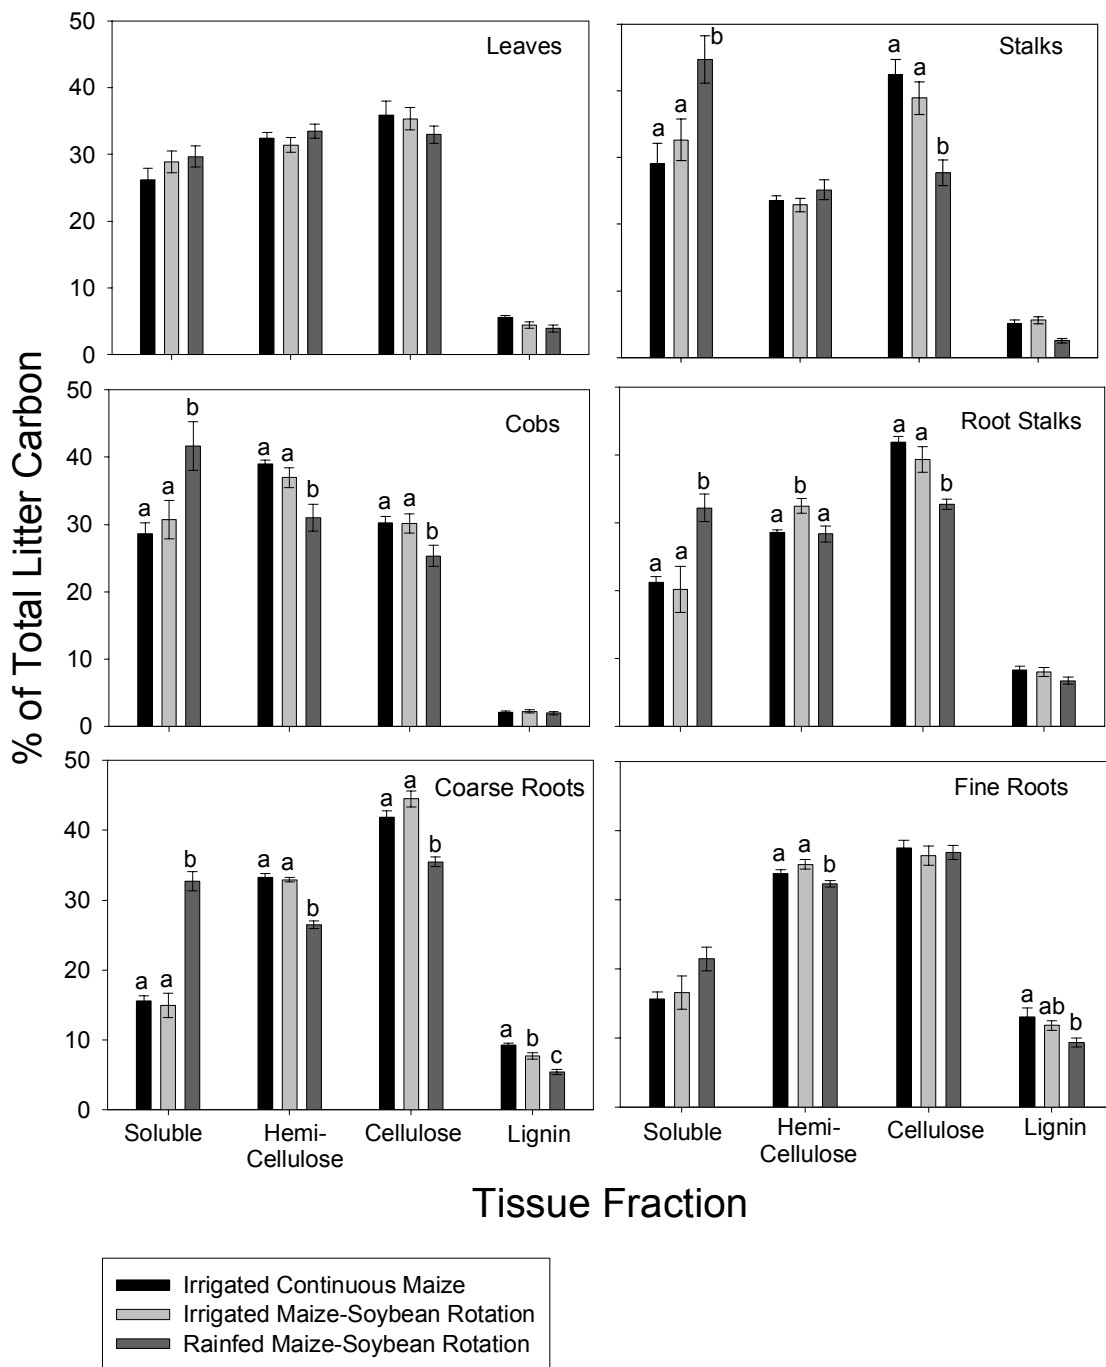 % of Total Litter Carbon
50
40
30
20
10
0
Leaves
Stalks
b
a
a
a
a
b
50
40
30
20
10
0
Cobs
a
a
b
a
a
b
a
a
b
Root Stalks
a
a
b
a
b
a
a
a
b
50
40
30
20
10
0
Coarse Roots
a
a
b
a
a
b
a
a
b
a
b
c
Fine Roots
a
a
b
a
ab
b
Soluble
Hemi-
Cellulose
Cellulose
Lignin
Soluble
Hemi-
Cellulose
Cellulose
Lignin
Tissue Fraction
Irrigated Continuous Maize
Irrigated Maize-Soybean Rotation
Rainfed Maize-Soybean Rotation